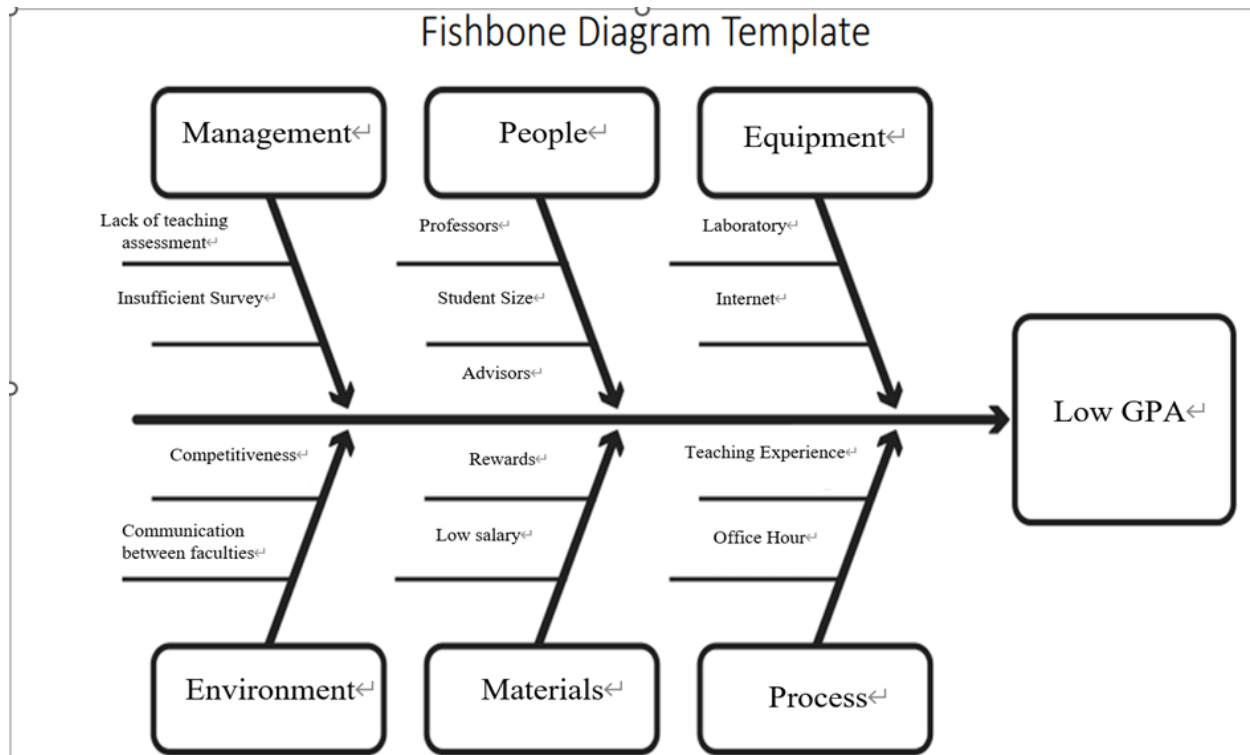 Fishbone Diagram Template
Management↵
People↵
Equipment↵
Lack of teaching
assessment↵
Professors↵
Laboratory↵
Insufficient Survey↵
Student Size↵
Internet↵
Advisors↵
Low GPA↵
Competitiveness↵
Rewards↵
Teaching Experience↵
Communication
between faculties↵
Low salary↵
Office Hour↵
Environment↵
Materials↵
Process↵